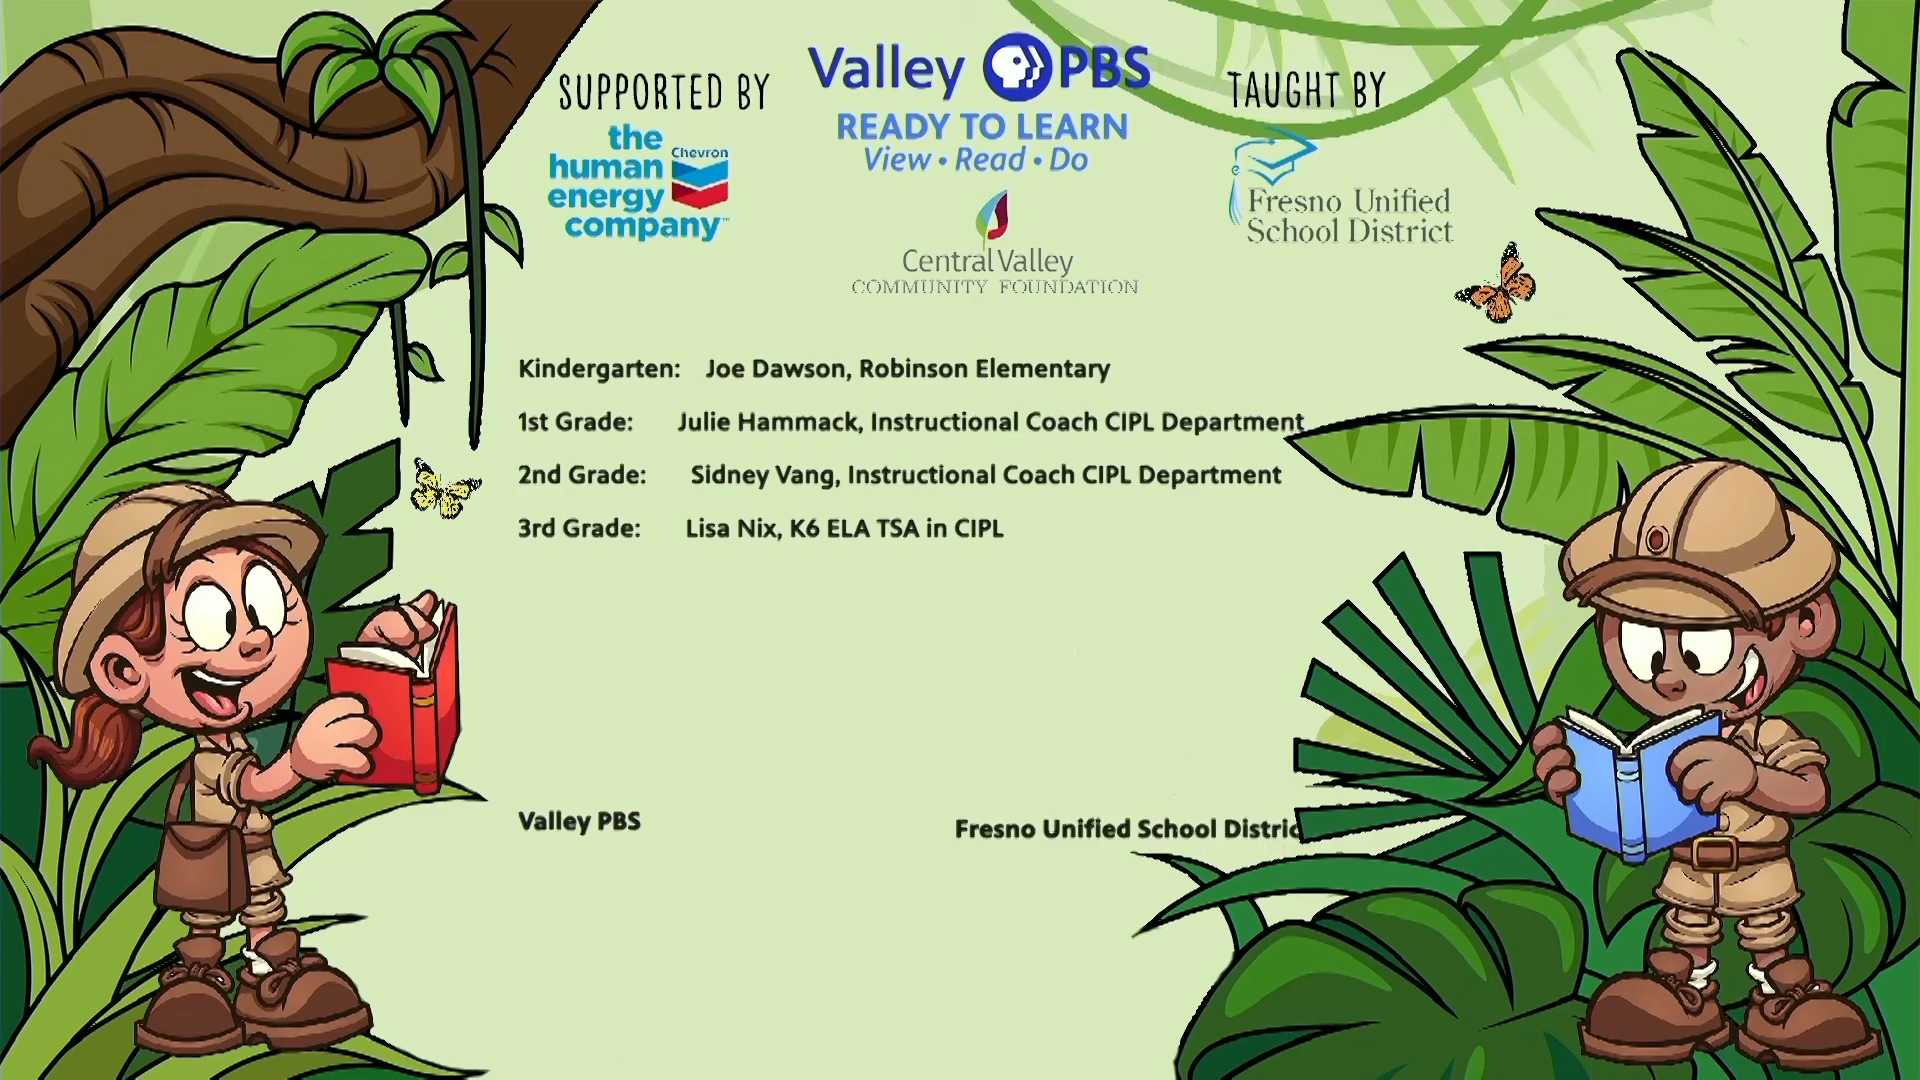 SUPPORTED BY
the
human
energy
company™
Chevron
Valley PBS
READY TO LEARN
View • Read • Do
Central Valley
COMMUNITY FOUNDATION
TAUGHT BY
Fresno Unified
School District
Kindergarten: Joe Dawson, Robinson Elementary
1st Grade: Julie Hammack, Instructional Coach CIPL Department
2nd Grade: Sidney Vang, Instructional Coach CIPL Department
3rd Grade: Lisa Nix, K6 ELA TSA in CIPL
Valley PBS
Fresno Unified School Distric